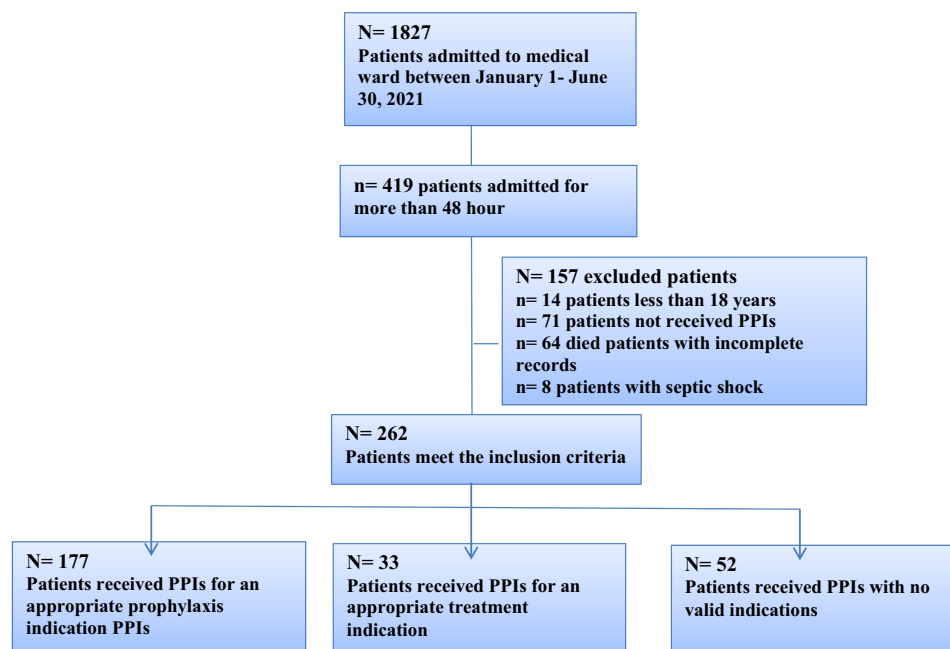 N= 1827
Patients admitted to medical
ward between January 1- June
30, 2021
n= 419 patients admitted for
more than 48 hour
N= 157 excluded patients
n= 14 patients less than 18 years
n= 71 patients not received PPIs
n= 64 died patients with incomplete
records
n= 8 patients with septic shock
N= 262
Patients meet the inclusion criteria
N= 177
Patients received PPIs for an
appropriate prophylaxis
indication PPIs
N= 33
Patients received PPIs for an
appropriate treatment
indication
N= 52
Patients received PPIs with no
valid indications